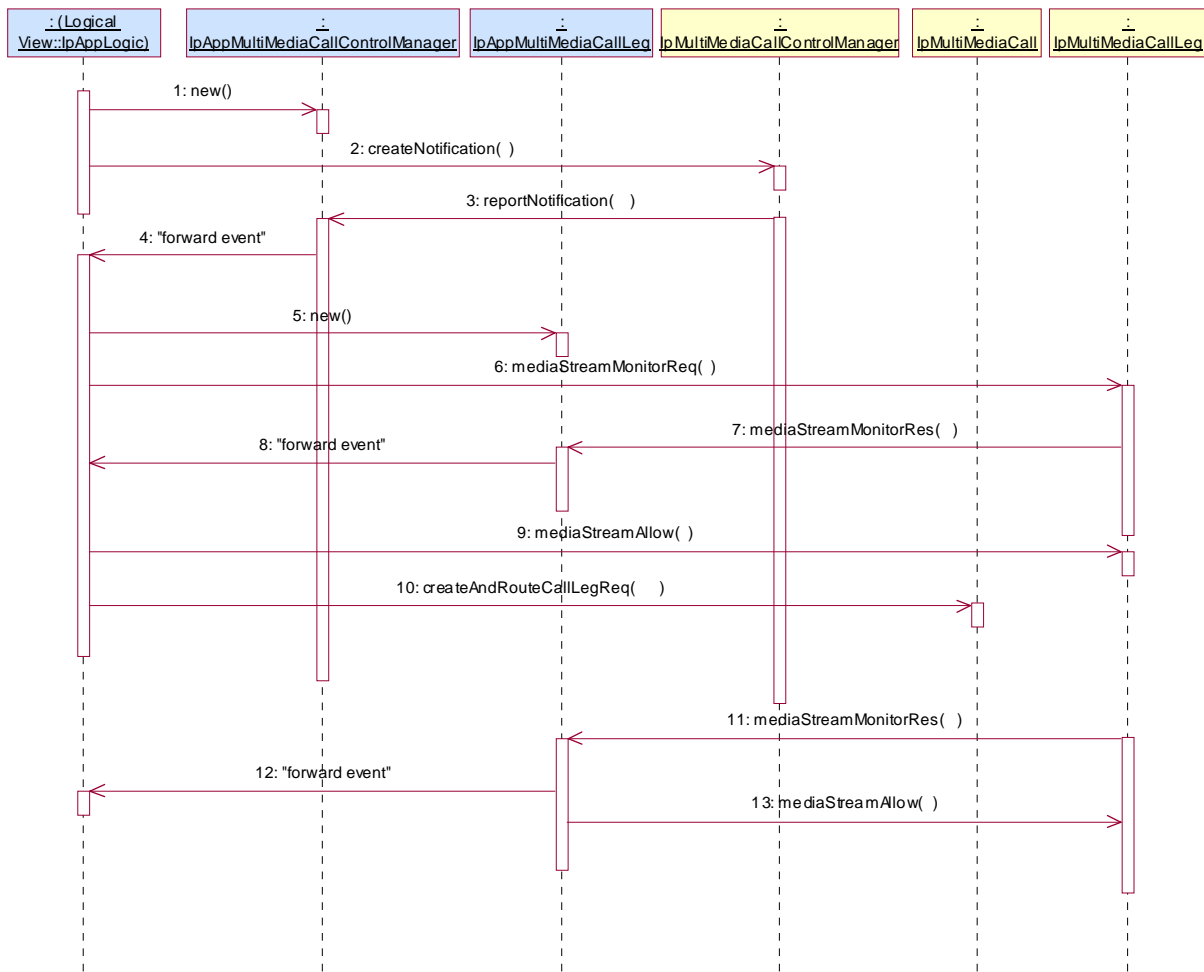 : (Logical
View::IpAppLogic)
:
IpAppMultiMediaCallControlManager
:
IpAppMultiMediaCallLeg
:
IpMultiMediaCallControlManager
:
IpMultiMediaCall
:
IpMultiMediaCallLeg
1: new()
2: createNotification( )
3: reportNotification( )
4: "forward event"
5: new()
6: mediaStreamMonitorReq( )
7: mediaStreamMonitorRes( )
8: "forward event"
9: mediaStreamAllow( )
10: createAndRouteCallLegReq( )
11: mediaStreamMonitorRes( )
12: "forward event"
13: mediaStreamAllow( )